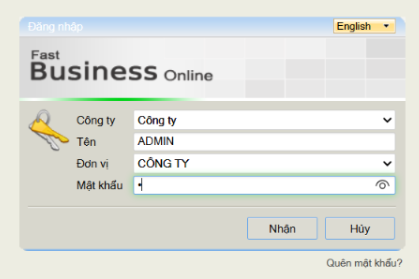 Đăng nhập English
Fast
Business Online
Công ty Công ty
Tên ADMIN
Đơn vị CÔNG TY
Mật khẩu •
Nhận Hủy
Quên mật khẩu?